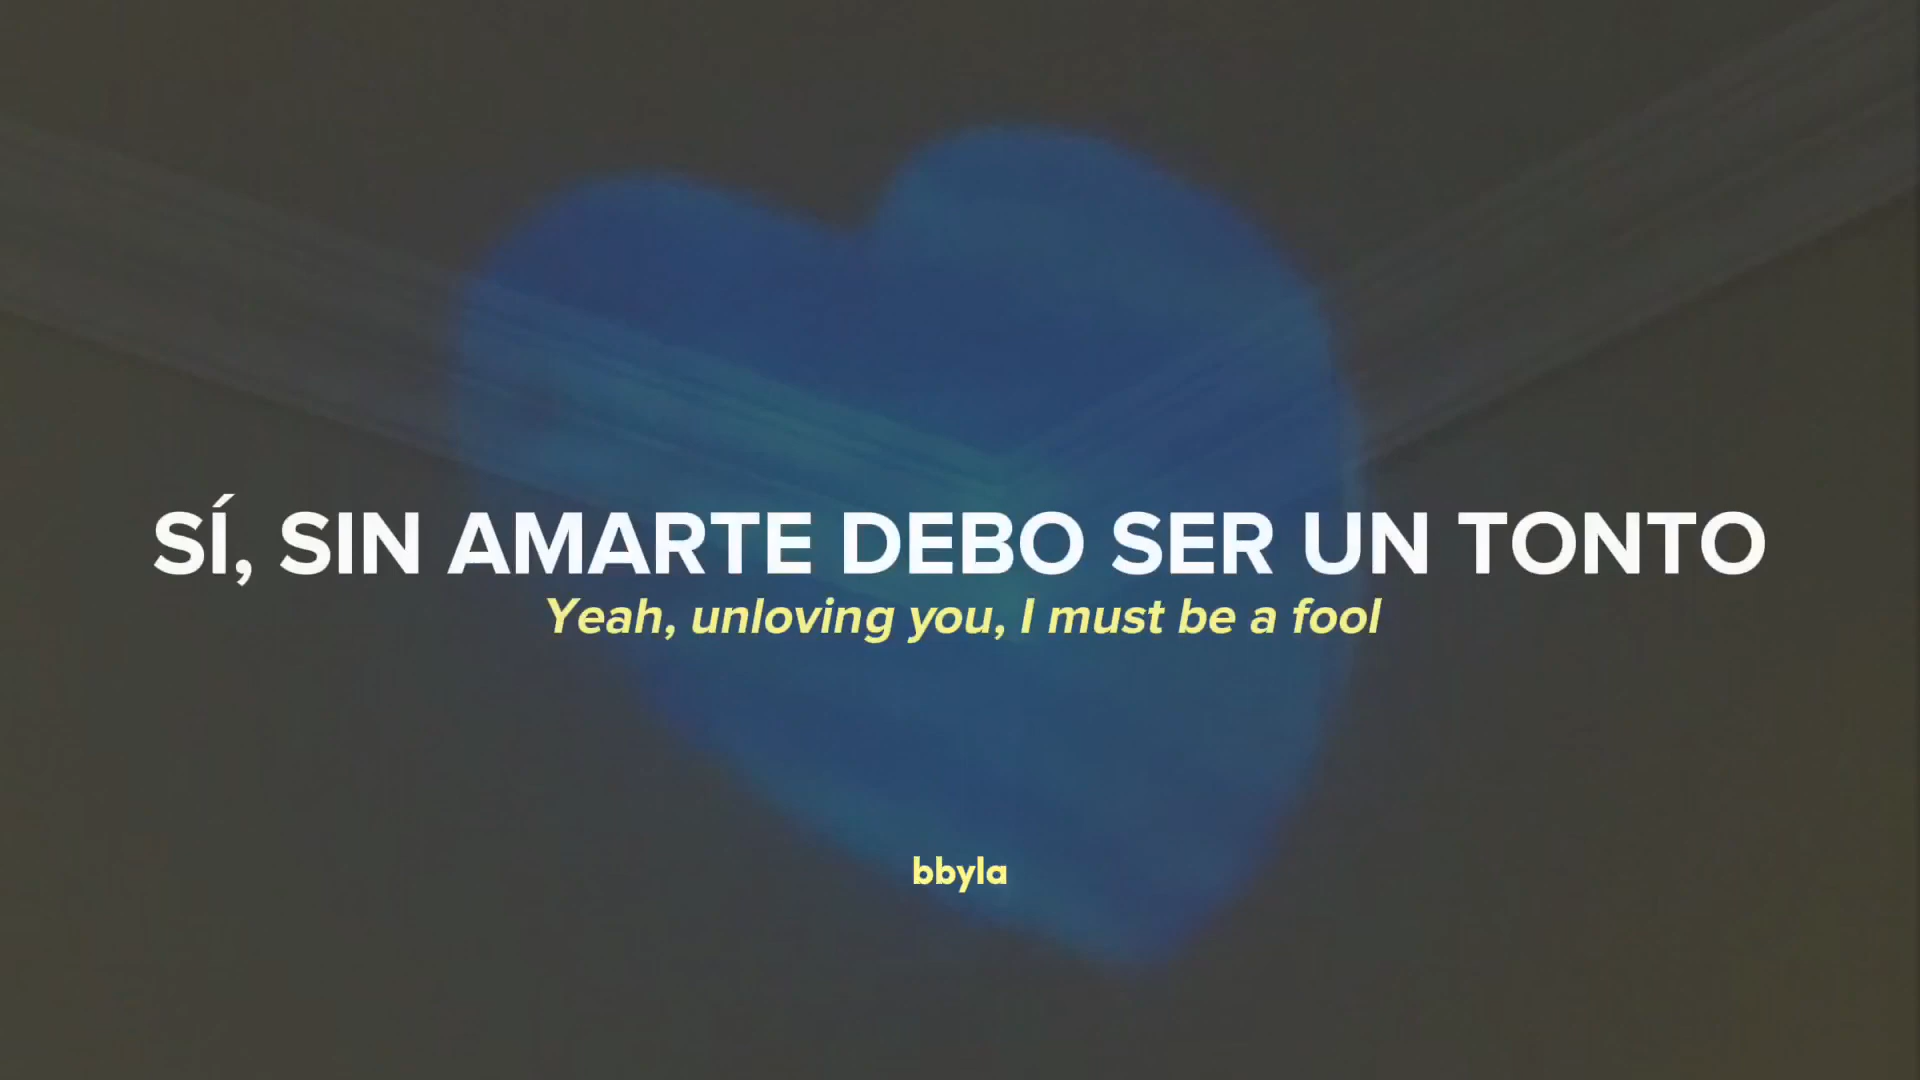 SÍ, SIN AMARTE DEBO SER UN TONTO
Yeah, unloving you, I must be a fool
bbyla